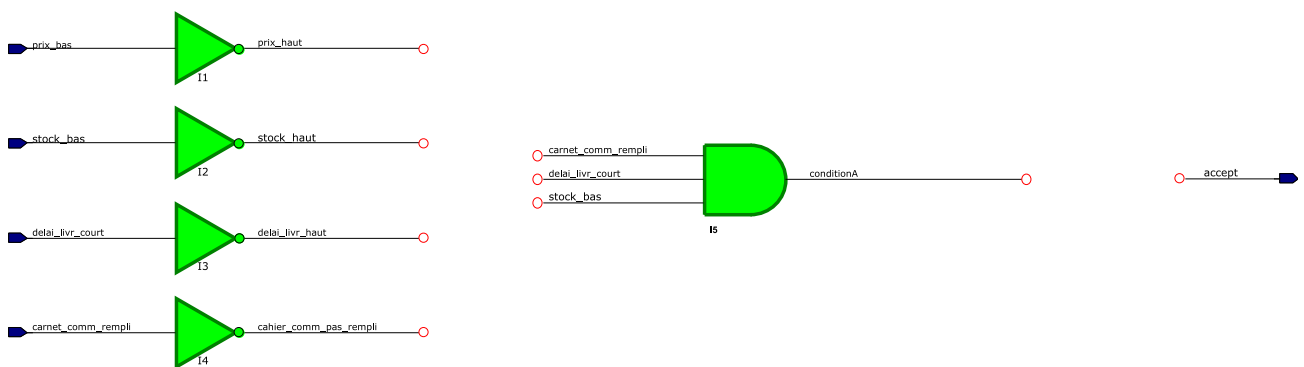 prix_bas
prix_haut
I1
stock_bas
stock_haut
I2
delai_livr_court
delai_livr_haut
I3
carnet_comm_rempli
cahier_comm_pas_rempli
I4
carnet_comm_rempli
delai_livr_court
stock_bas
conditionA
I5
accept